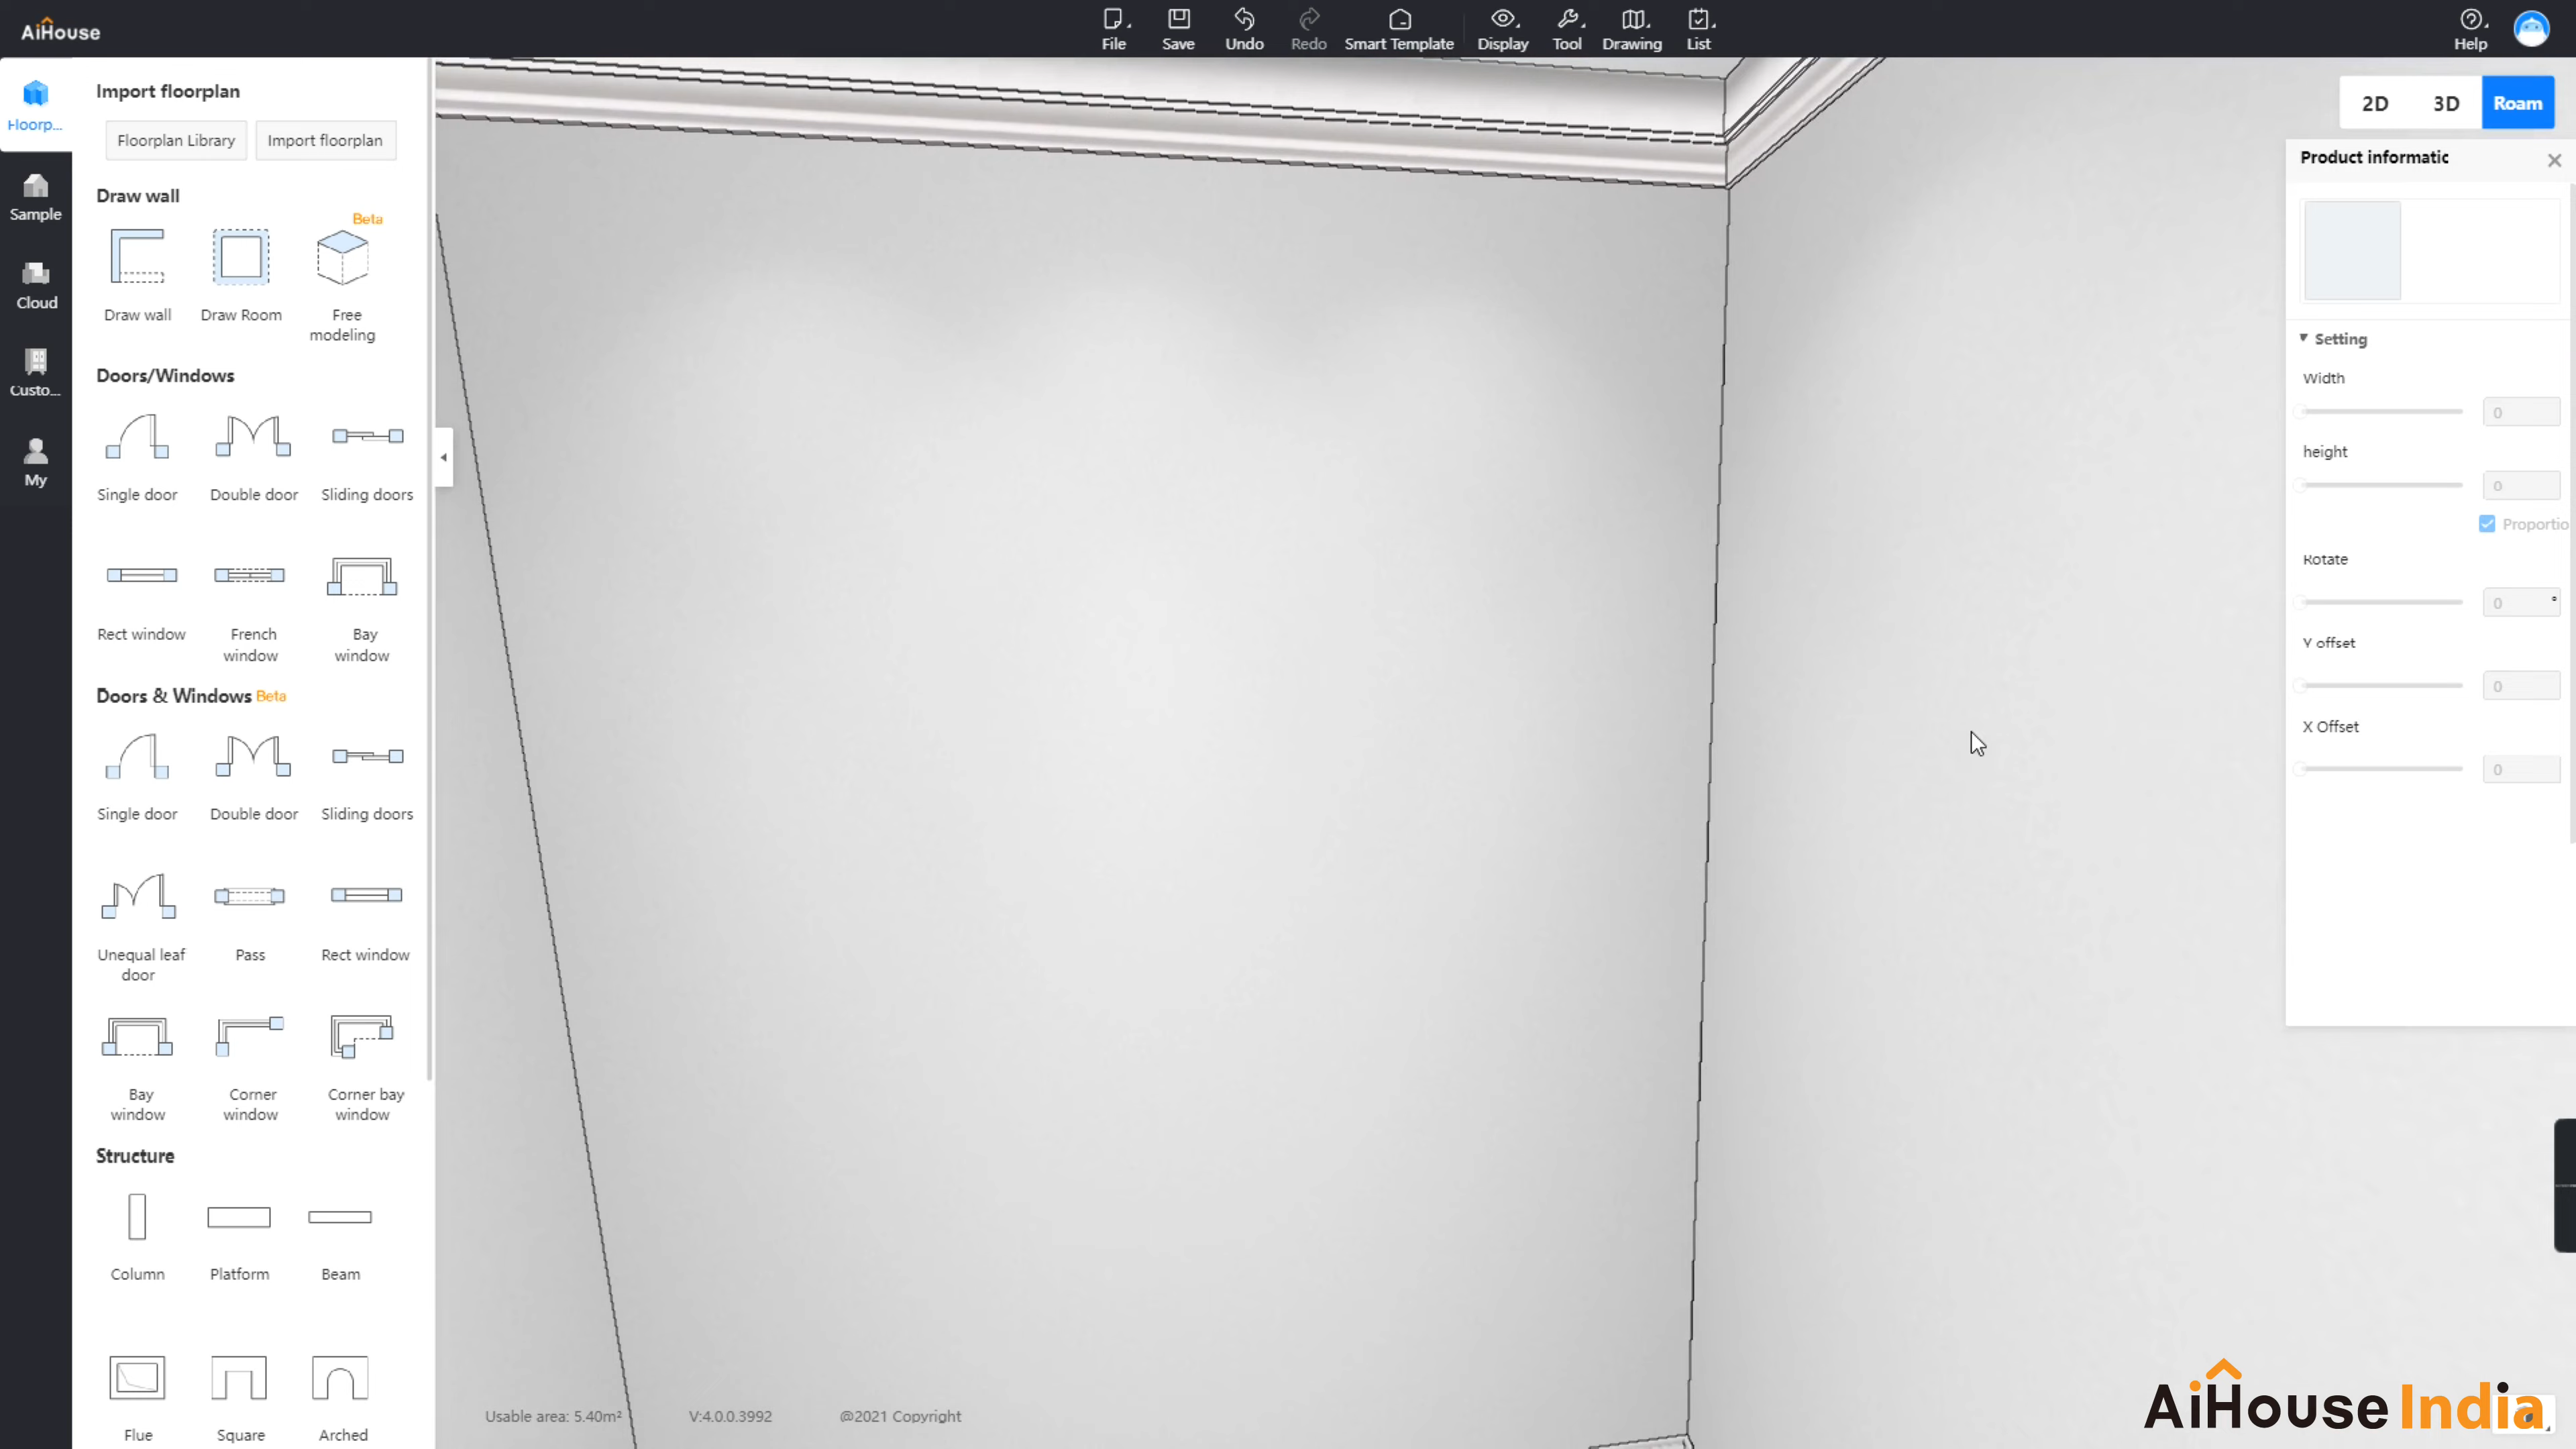 AiHouse
File
Save
Undo
Redo
Smart Template
Display
Tool
Drawing
List
Help
Floorp...
Sample
Cloud
Custo...
My
Import floorplan
Floorplan Library
Import floorplan
Draw wall
Beta
Draw wall
Draw Room
Free
modeling
Doors/Windows
Single door
Double door
Sliding doors
Rect window
French
window
Bay
window
Doors & Windows Beta
Single door
Double door
Sliding doors
Unequal leaf
door
Pass
Rect window
Bay
window
Corner
window
Corner bay
window
Structure
Column
Platform
Beam
Flue
Square
Arched
2D
3D
Roam
Product informatic
Setting
Width
0
height
0
Proportio
Rotate
0 °
Y offset
0
X Offset
0
Usable area: 5.40m²
V:4.0.0.3992
@2021 Copyright
AiHouse India